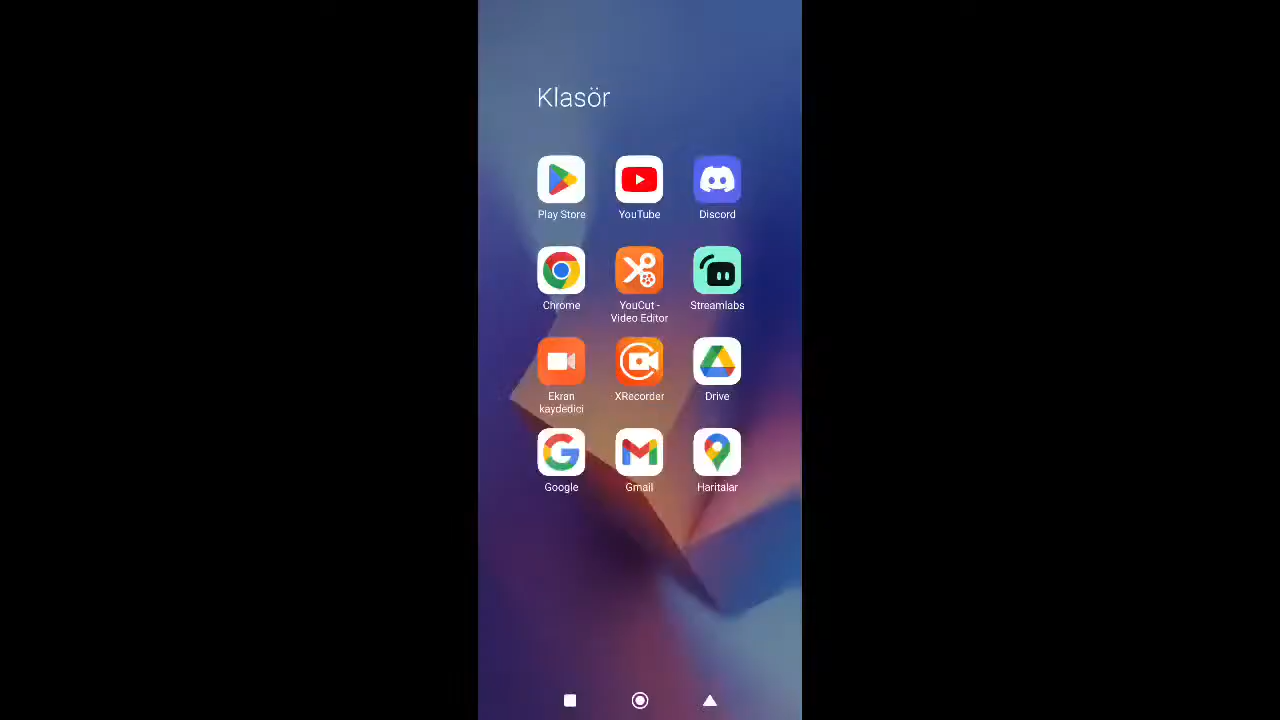 Klasör
Play Store
YouTube
Discord
Chrome
YouCut -
Video Editor
Streamlabs
Ekran
kaydedici
XRecorder
Drive
Google
Gmail
Haritalar